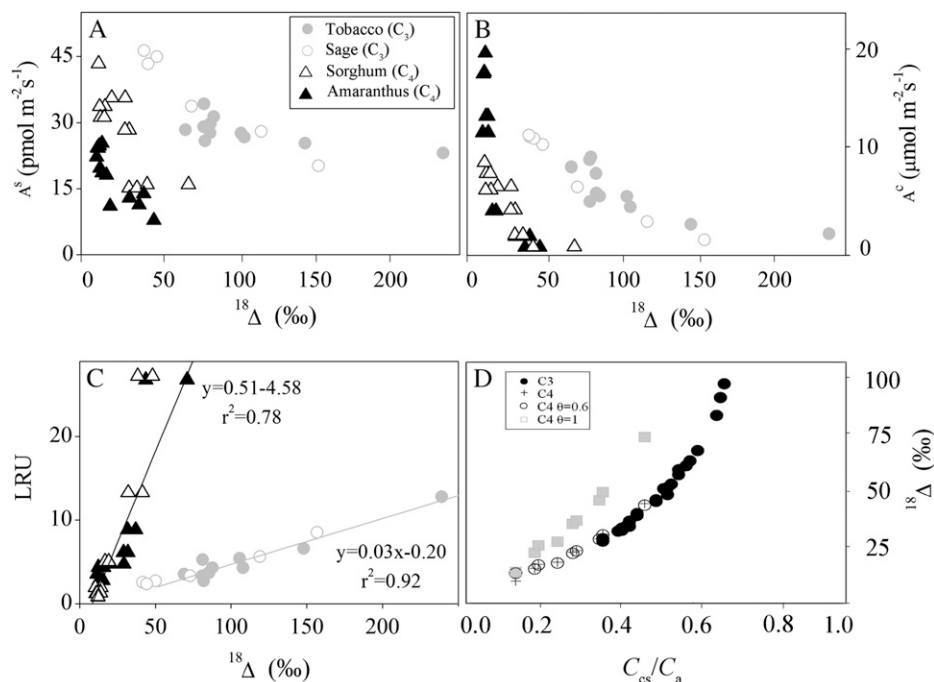 A
Tobacco (C3)
Sage (C3)
Sorghum (C4)
Amaranthus (C4)
45
30
15
0
A^s (pmol m^-2 s^-1)
0 50 100 150 200
^18Δ (‰)
B
20
10
0
A^c (μmol m^-2 s^-1)
0 50 100 150 200
^18Δ (‰)
C
y=0.51-4.58
r^2=0.78
y=0.03x-0.20
r^2=0.92
20
10
0
LRU
0 50 100 150 200
^18Δ (‰)
D
C3
C4
C4 θ=0.6
C4 θ=1
100
75
50
25
^18Δ (‰)
0.0 0.2 0.4 0.6 0.8 1.0
C_cs/C_a